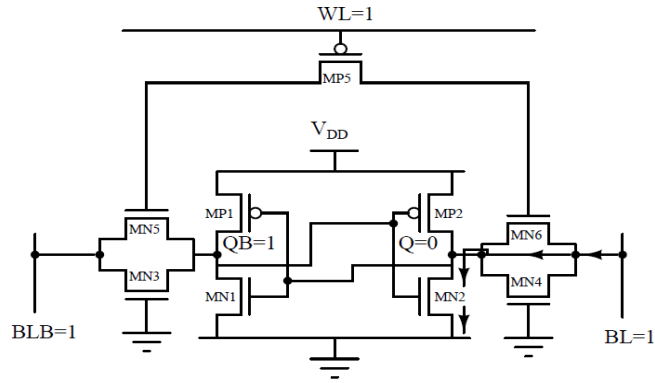 WL=1
MP5
VDD
MP1
MP2
MN5
MN6
QB=1
Q=0
MN3
MN4
MN1
MN2
BLB=1
BL=1